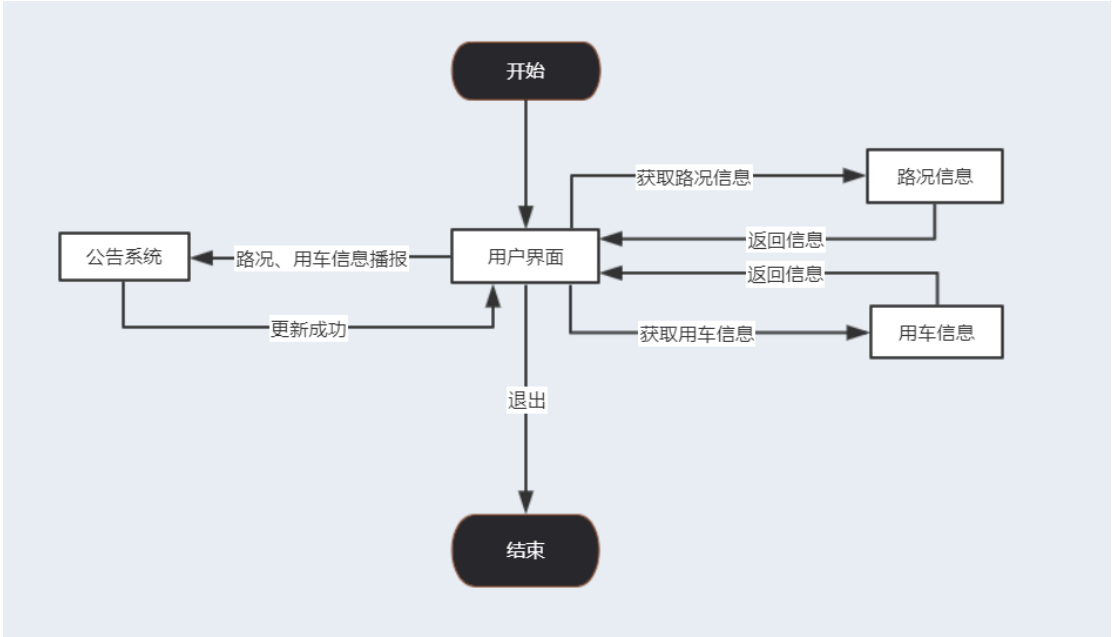 开始
获取路况信息
路况信息
返回信息
公告系统
路况、用车信息播报
用户界面
返回信息
更新成功
获取用车信息
用车信息
退出
结束